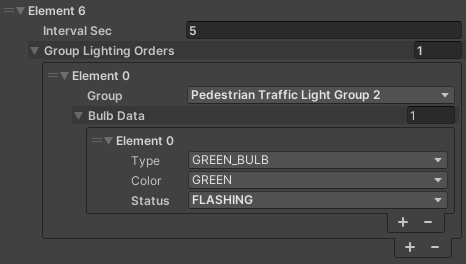 Element 6
Interval Sec 5
Group Lighting Orders 1
Element 0
Group Pedestrian Traffic Light Group 2
Bulb Data 1
Element 0
Type GREEN_BULB
Color GREEN
Status FLASHING
+ −
+ −